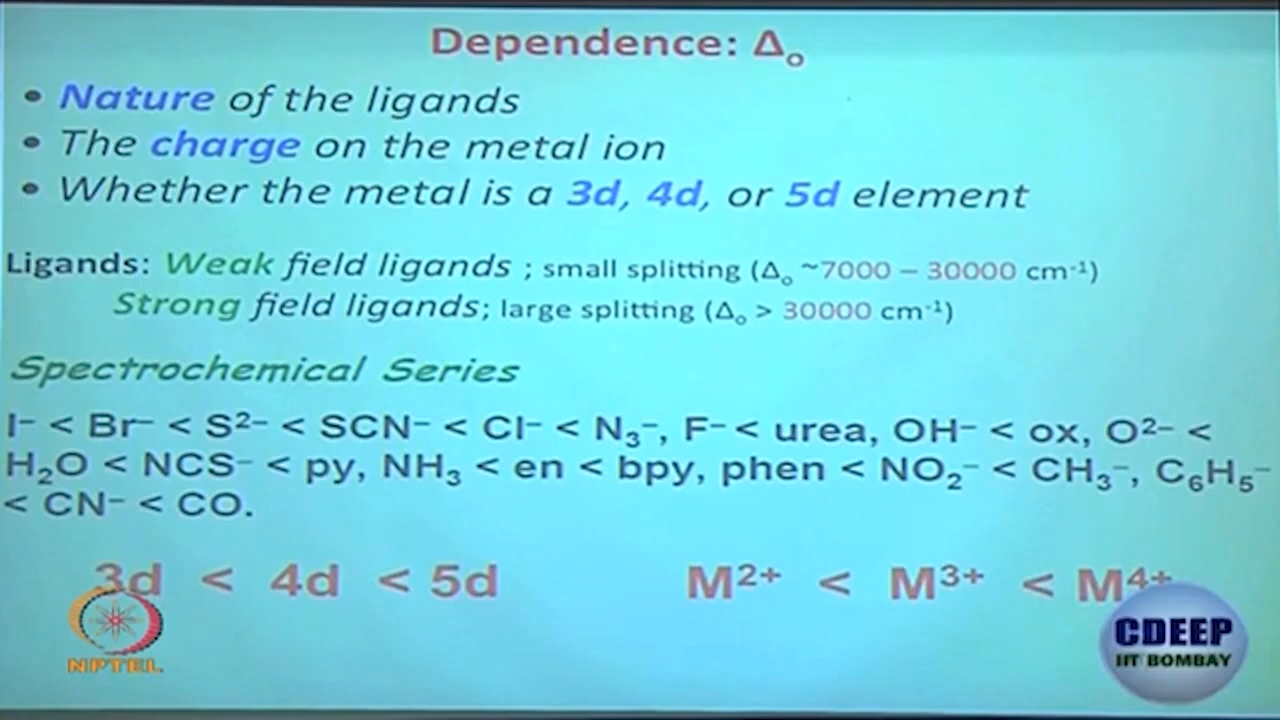 Dependence: Δₒ
• Nature of the ligands
• The charge on the metal ion
• Whether the metal is a 3d, 4d, or 5d element
Ligands: Weak field ligands ; small splitting (Δₒ ~7000 – 30000 cm⁻¹)
Strong field ligands; large splitting (Δₒ > 30000 cm⁻¹)
Spectrochemical Series
I⁻ < Br⁻ < S²⁻ < SCN⁻ < Cl⁻ < N₃⁻, F⁻ < urea, OH⁻ < ox, O²⁻ <
H₂O < NCS⁻ < py, NH₃ < en < bpy, phen < NO₂⁻ < CH₃⁻, C₆H₅⁻
< CN⁻ < CO.
3d < 4d < 5d
M²⁺ < M³⁺ < M⁴⁺
NPTEL
CDEEP
IIT BOMBAY